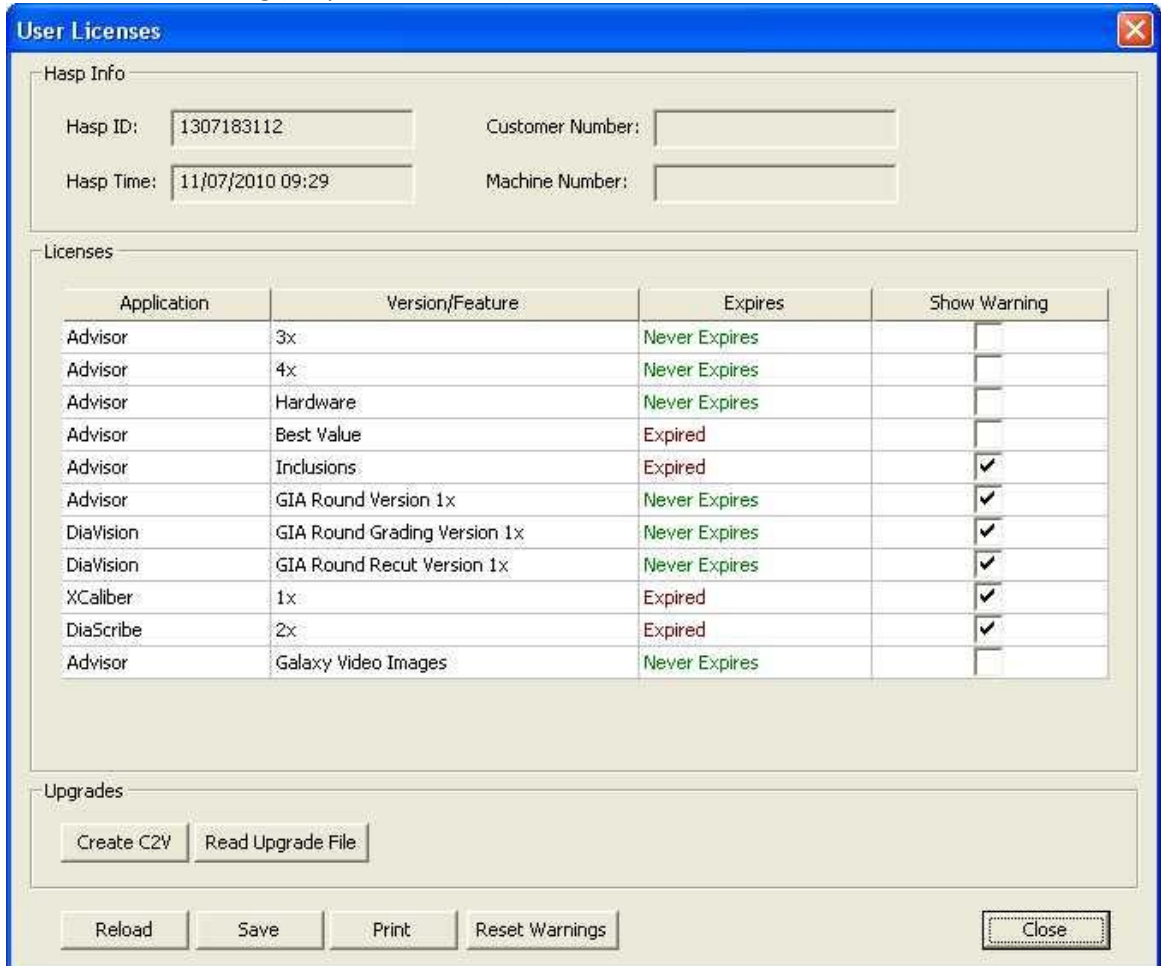 User Licenses
Hasp Info
Hasp ID: 1307183112 Customer Number:
Hasp Time: 11/07/2010 09:29 Machine Number:
Licenses
Application Version/Feature Expires Show Warning
Advisor 3x Never Expires
Advisor 4x Never Expires
Advisor Hardware Never Expires
Advisor Best Value Expired
Advisor Inclusions Expired
Advisor GIA Round Version 1x Never Expires
DiaVision GIA Round Grading Version 1x Never Expires
DiaVision GIA Round Recut Version 1x Never Expires
XCaliber 1x Expired
DiaScribe 2x Expired
Advisor Galaxy Video Images Never Expires
Upgrades
Create C2V Read Upgrade File
Reload Save Print Reset Warnings Close